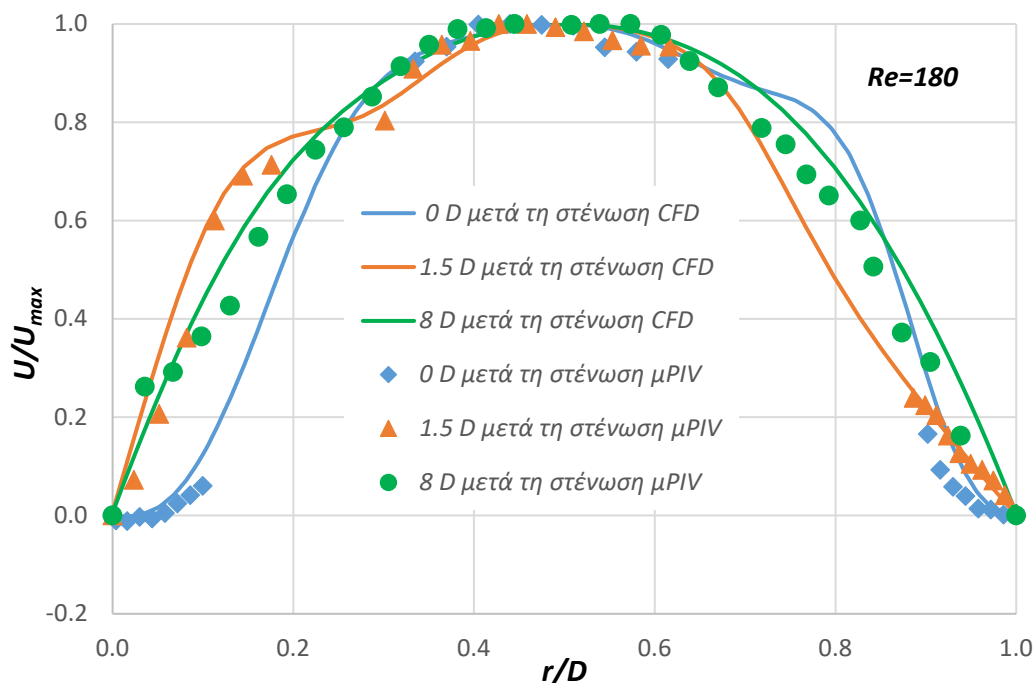 1.0
0.8
0.6
0.4
0.2
0.0
-0.2
U/Umax
Re=180
0 D μετά τη στένωση CFD
1.5 D μετά τη στένωση CFD
8 D μετά τη στένωση CFD
0 D μετά τη στένωση μPIV
1.5 D μετά τη στένωση μPIV
8 D μετά τη στένωση μPIV
0.0 0.2 0.4 0.6 0.8 1.0
r/D